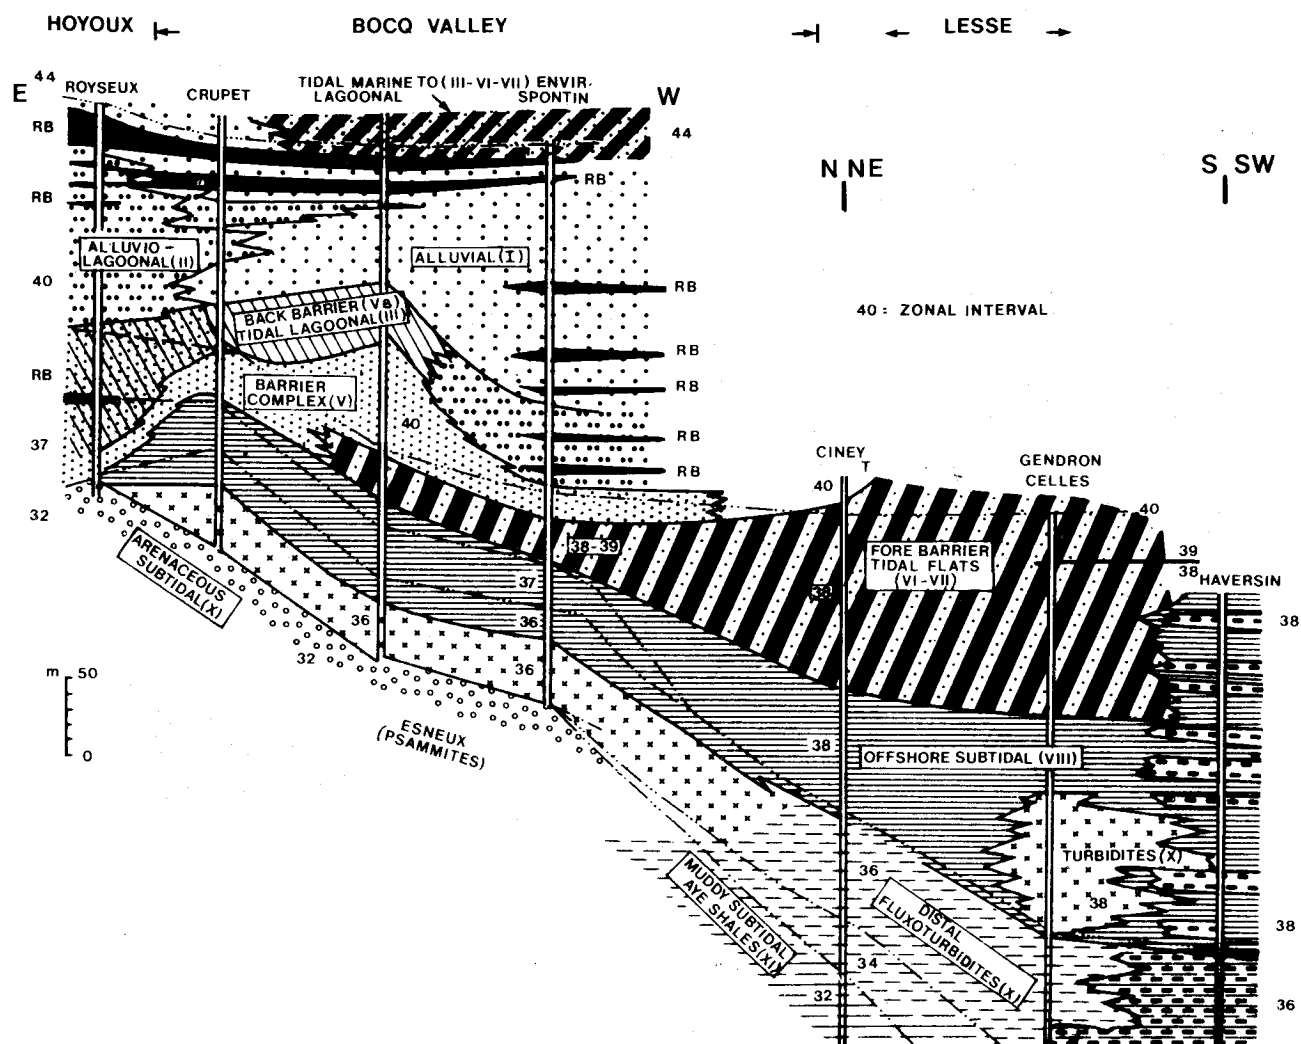 HOYOUX
BOCQ VALLEY
LESSE
44
E
ROYSEUX
CRUPET
TIDAL MARINE TO (III-VI-VII) ENVIR-
LAGOONAL
SPONTIN
W
44
RB
N NE
S SW
RB
RB
ALLUVIO-
LAGOONAL(II)
ALLUVIAL(I)
40
RB
BACK BARRIER (VB)
TIDAL LAGOONAL(III)
40 : ZONAL INTERVAL
RB
RB
BARRIER
COMPLEX(V)
RB
40
RB
37
RB
CINEY
T
GENDRON
CELLES
40
40
32
ARENACEOUS
SUBTIDAL(XI)
38-39
FORE BARRIER
TIDAL FLATS
(VI-VII)
39
38
HAVERSIN
37
38
36
36
38
32
36
m 50
0
ESNEUX
(PSAMMITES)
38
OFFSHORE SUBTIDAL (VIII)
TURBIDITES(X)
36
38
MUDDY SUBTIDAL
AYE SHALES(XI)
DISTAL
FLUXOTURBIDITES(X)
38
34
32
36